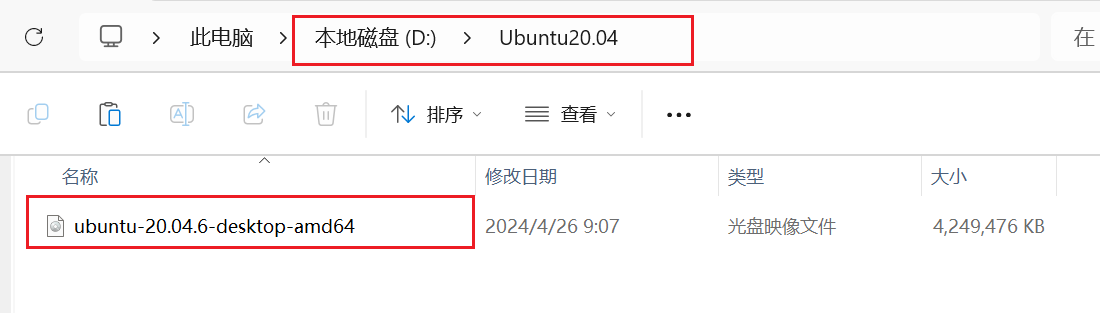 此电脑 本地磁盘 (D:) Ubuntu20.04 在
排序 查看
名称 修改日期 类型 大小
ubuntu-20.04.6-desktop-amd64 2024/4/26 9:07 光盘映像文件 4,249,476 KB